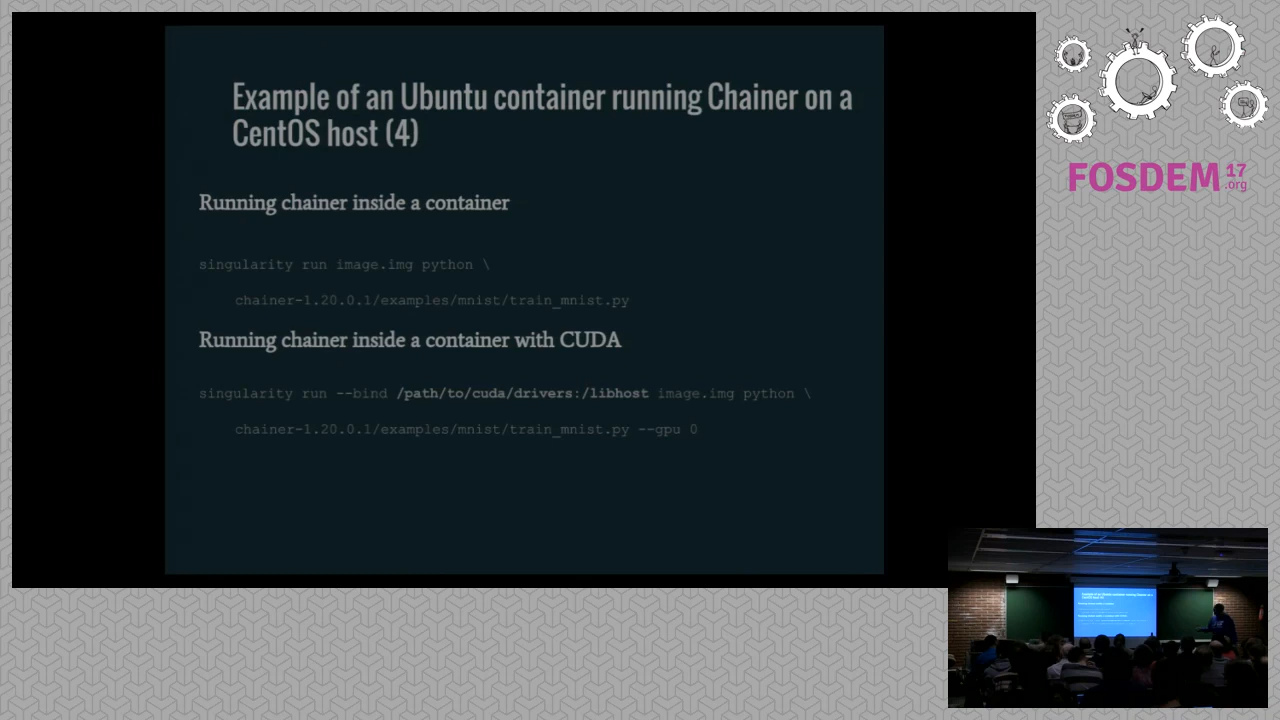 Example of an Ubuntu container running Chainer on a
CentOS host (4)
Running chainer inside a container
singularity run image.img python \
chainer-1.20.0.1/examples/mnist/train_mnist.py
Running chainer inside a container with CUDA
singularity run --bind /path/to/cuda/drivers:/libhost image.img python \
chainer-1.20.0.1/examples/mnist/train_mnist.py --gpu 0
FOSDEM 17
.org